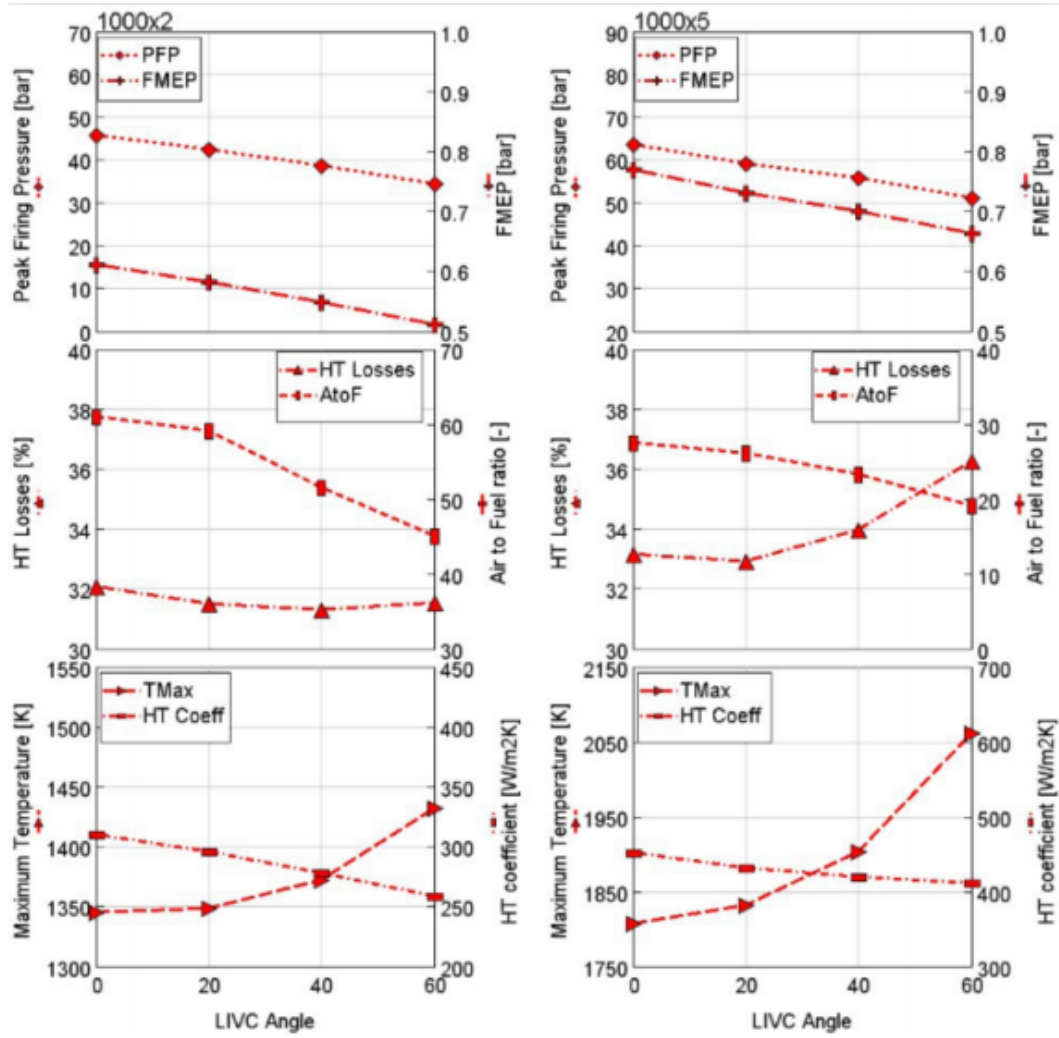 1000x2
70
60
50
40
30
20
10
0
Peak Firing Pressure [bar]
PFP
FMEP
1.0
0.9
0.8
0.7
0.6
0.5
FMEP [bar]
1000x5
90
80
70
60
50
40
30
20
Peak Firing Pressure [bar]
PFP
FMEP
1.0
0.9
0.8
0.7
0.6
0.5
FMEP [bar]
40
38
36
34
32
30
HT Losses [%]
HT Losses
AtoF
70
60
50
40
30
Air to Fuel ratio [-]
40
38
36
34
32
30
HT Losses [%]
HT Losses
AtoF
40
30
20
10
0
Air to Fuel ratio [-]
1550
1500
1450
1400
1350
1300
Maximum Temperature [K]
TMax
HT Coeff
450
400
350
300
250
200
HT coefficient [W/m2K]
0 20 40 60
LIVC Angle
2150
2050
1950
1850
1750
Maximum Temperature [K]
TMax
HT Coeff
700
600
500
400
300
HT coefficient [W/m2K]
0 20 40 60
LIVC Angle